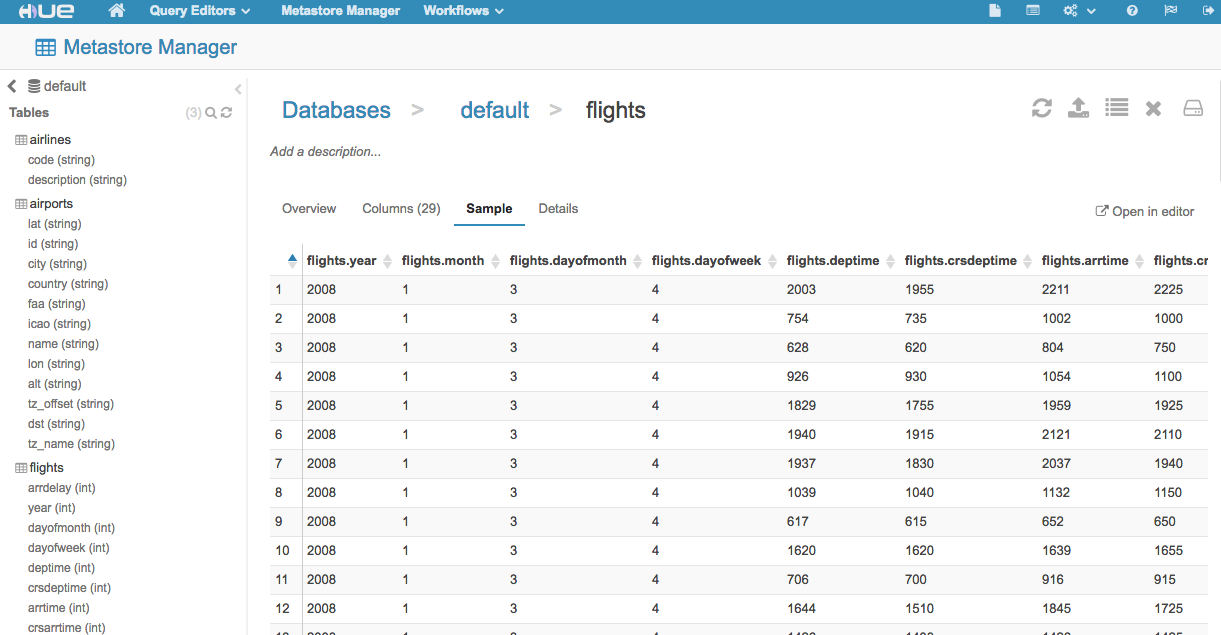 HUE Query Editors Metastore Manager Workflows
Metastore Manager
default
Tables (3)
airlines
code (string)
description (string)
airports
lat (string)
id (string)
city (string)
country (string)
faa (string)
icao (string)
name (string)
lon (string)
alt (string)
tz_offset (string)
dst (string)
tz_name (string)
flights
arrdelay (int)
year (int)
dayofmonth (int)
dayofweek (int)
deptime (int)
crsdeptime (int)
arrtime (int)
crsarrtime (int)
Databases > default > flights
Add a description...
Overview Columns (29) Sample Details Open in editor
flights.year flights.month flights.dayofmonth flights.dayofweek flights.deptime flights.crsdeptime flights.arrtime flights.cr
1 2008 1 3 4 2003 1955 2211 2225
2 2008 1 3 4 754 735 1002 1000
3 2008 1 3 4 628 620 804 750
4 2008 1 3 4 926 930 1054 1100
5 2008 1 3 4 1829 1755 1959 1925
6 2008 1 3 4 1940 1915 2121 2110
7 2008 1 3 4 1937 1830 2037 1940
8 2008 1 3 4 1039 1040 1132 1150
9 2008 1 3 4 617 615 652 650
10 2008 1 3 4 1620 1620 1639 1655
11 2008 1 3 4 706 700 916 915
12 2008 1 3 4 1644 1510 1845 1725